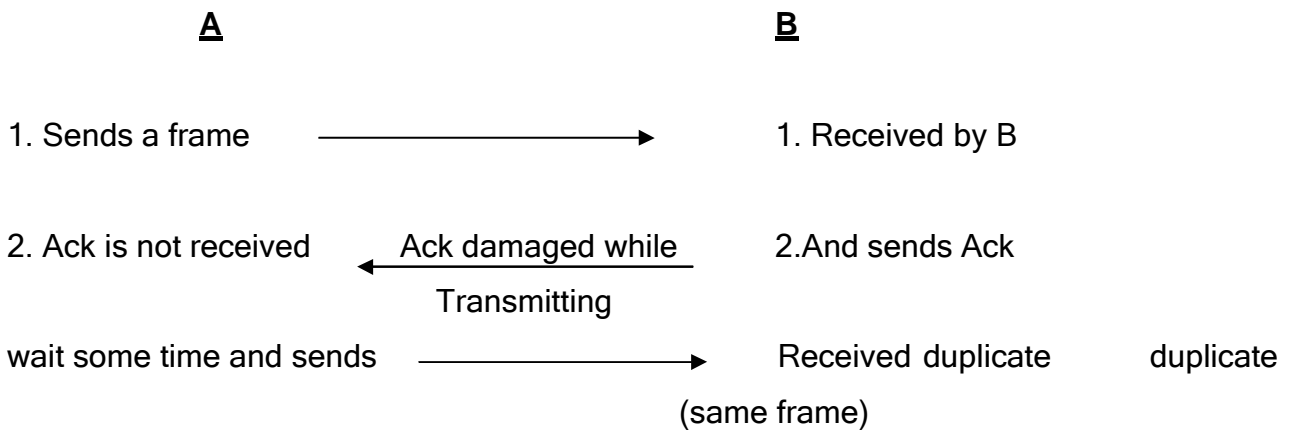 A B
1. Sends a frame 1. Received by B
2. Ack is not received Ack damaged while 2.And sends Ack
Transmitting
wait some time and sends Received duplicate duplicate
(same frame)